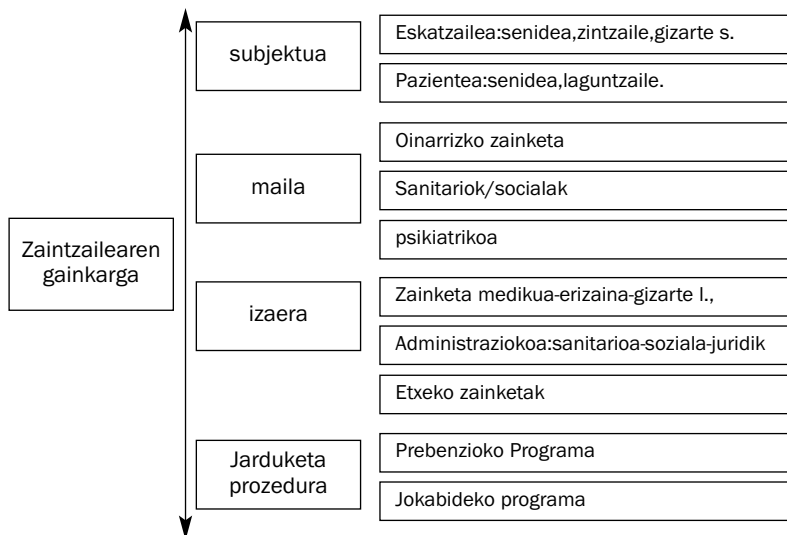 Zaintzailearen
gainkarga
subjektua
Eskatzailea:senidea,zintzaile,gizarte s.
Pazientea:senidea,laguntzaile.
maila
Oinarrizko zainketa
Sanitariok/socialak
psikiatrikoa
izaera
Zainketa medikua-erizaina-gizarte l.,
Administraziokoa:sanitarioa-soziala-juridik
Etxeko zainketak
Jarduketa
prozedura
Prebenzioko Programa
Jokabideko programa